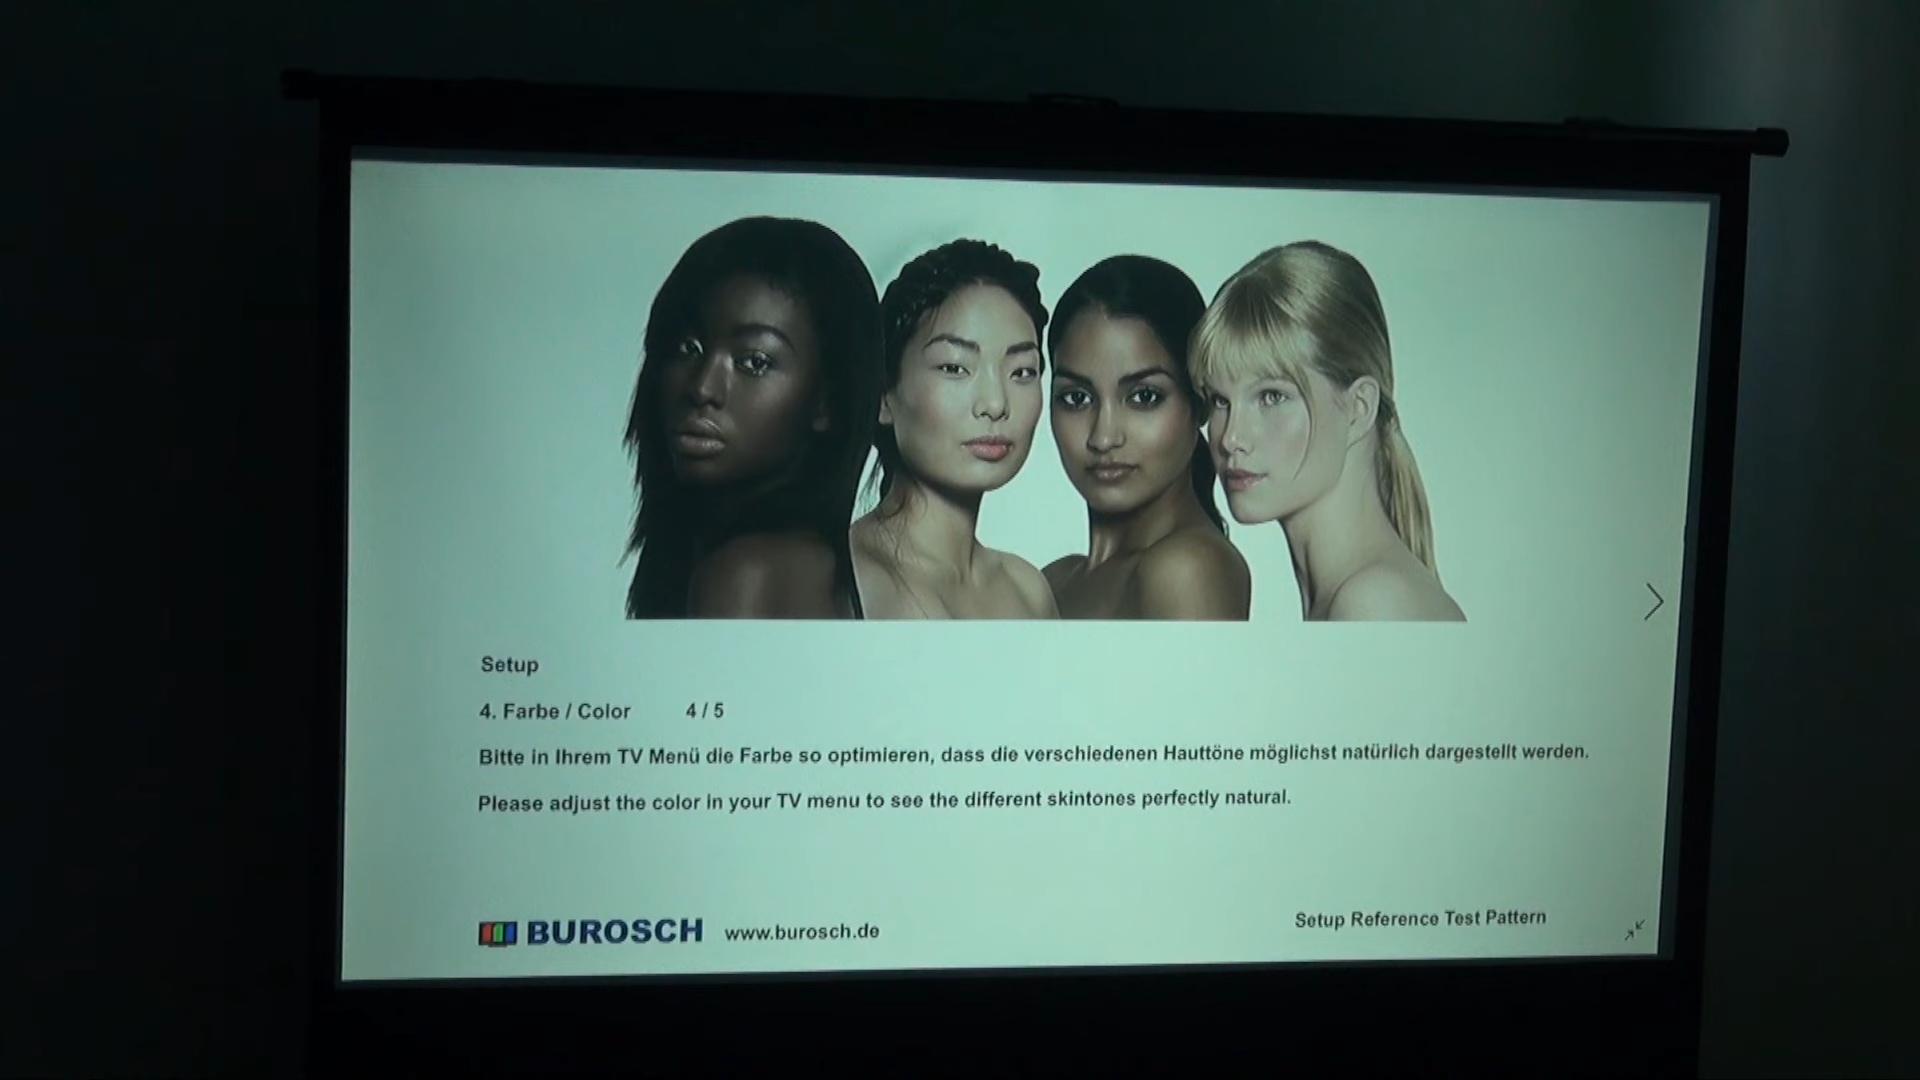 Setup
4. Farbe / Color 4 / 5
Bitte in Ihrem TV Menü die Farbe so optimieren, dass die verschiedenen Hauttöne möglichst natürlich dargestellt werden.
Please adjust the color in your TV menu to see the different skintones perfectly natural.
BUROSCH www.burosch.de
Setup Reference Test Pattern